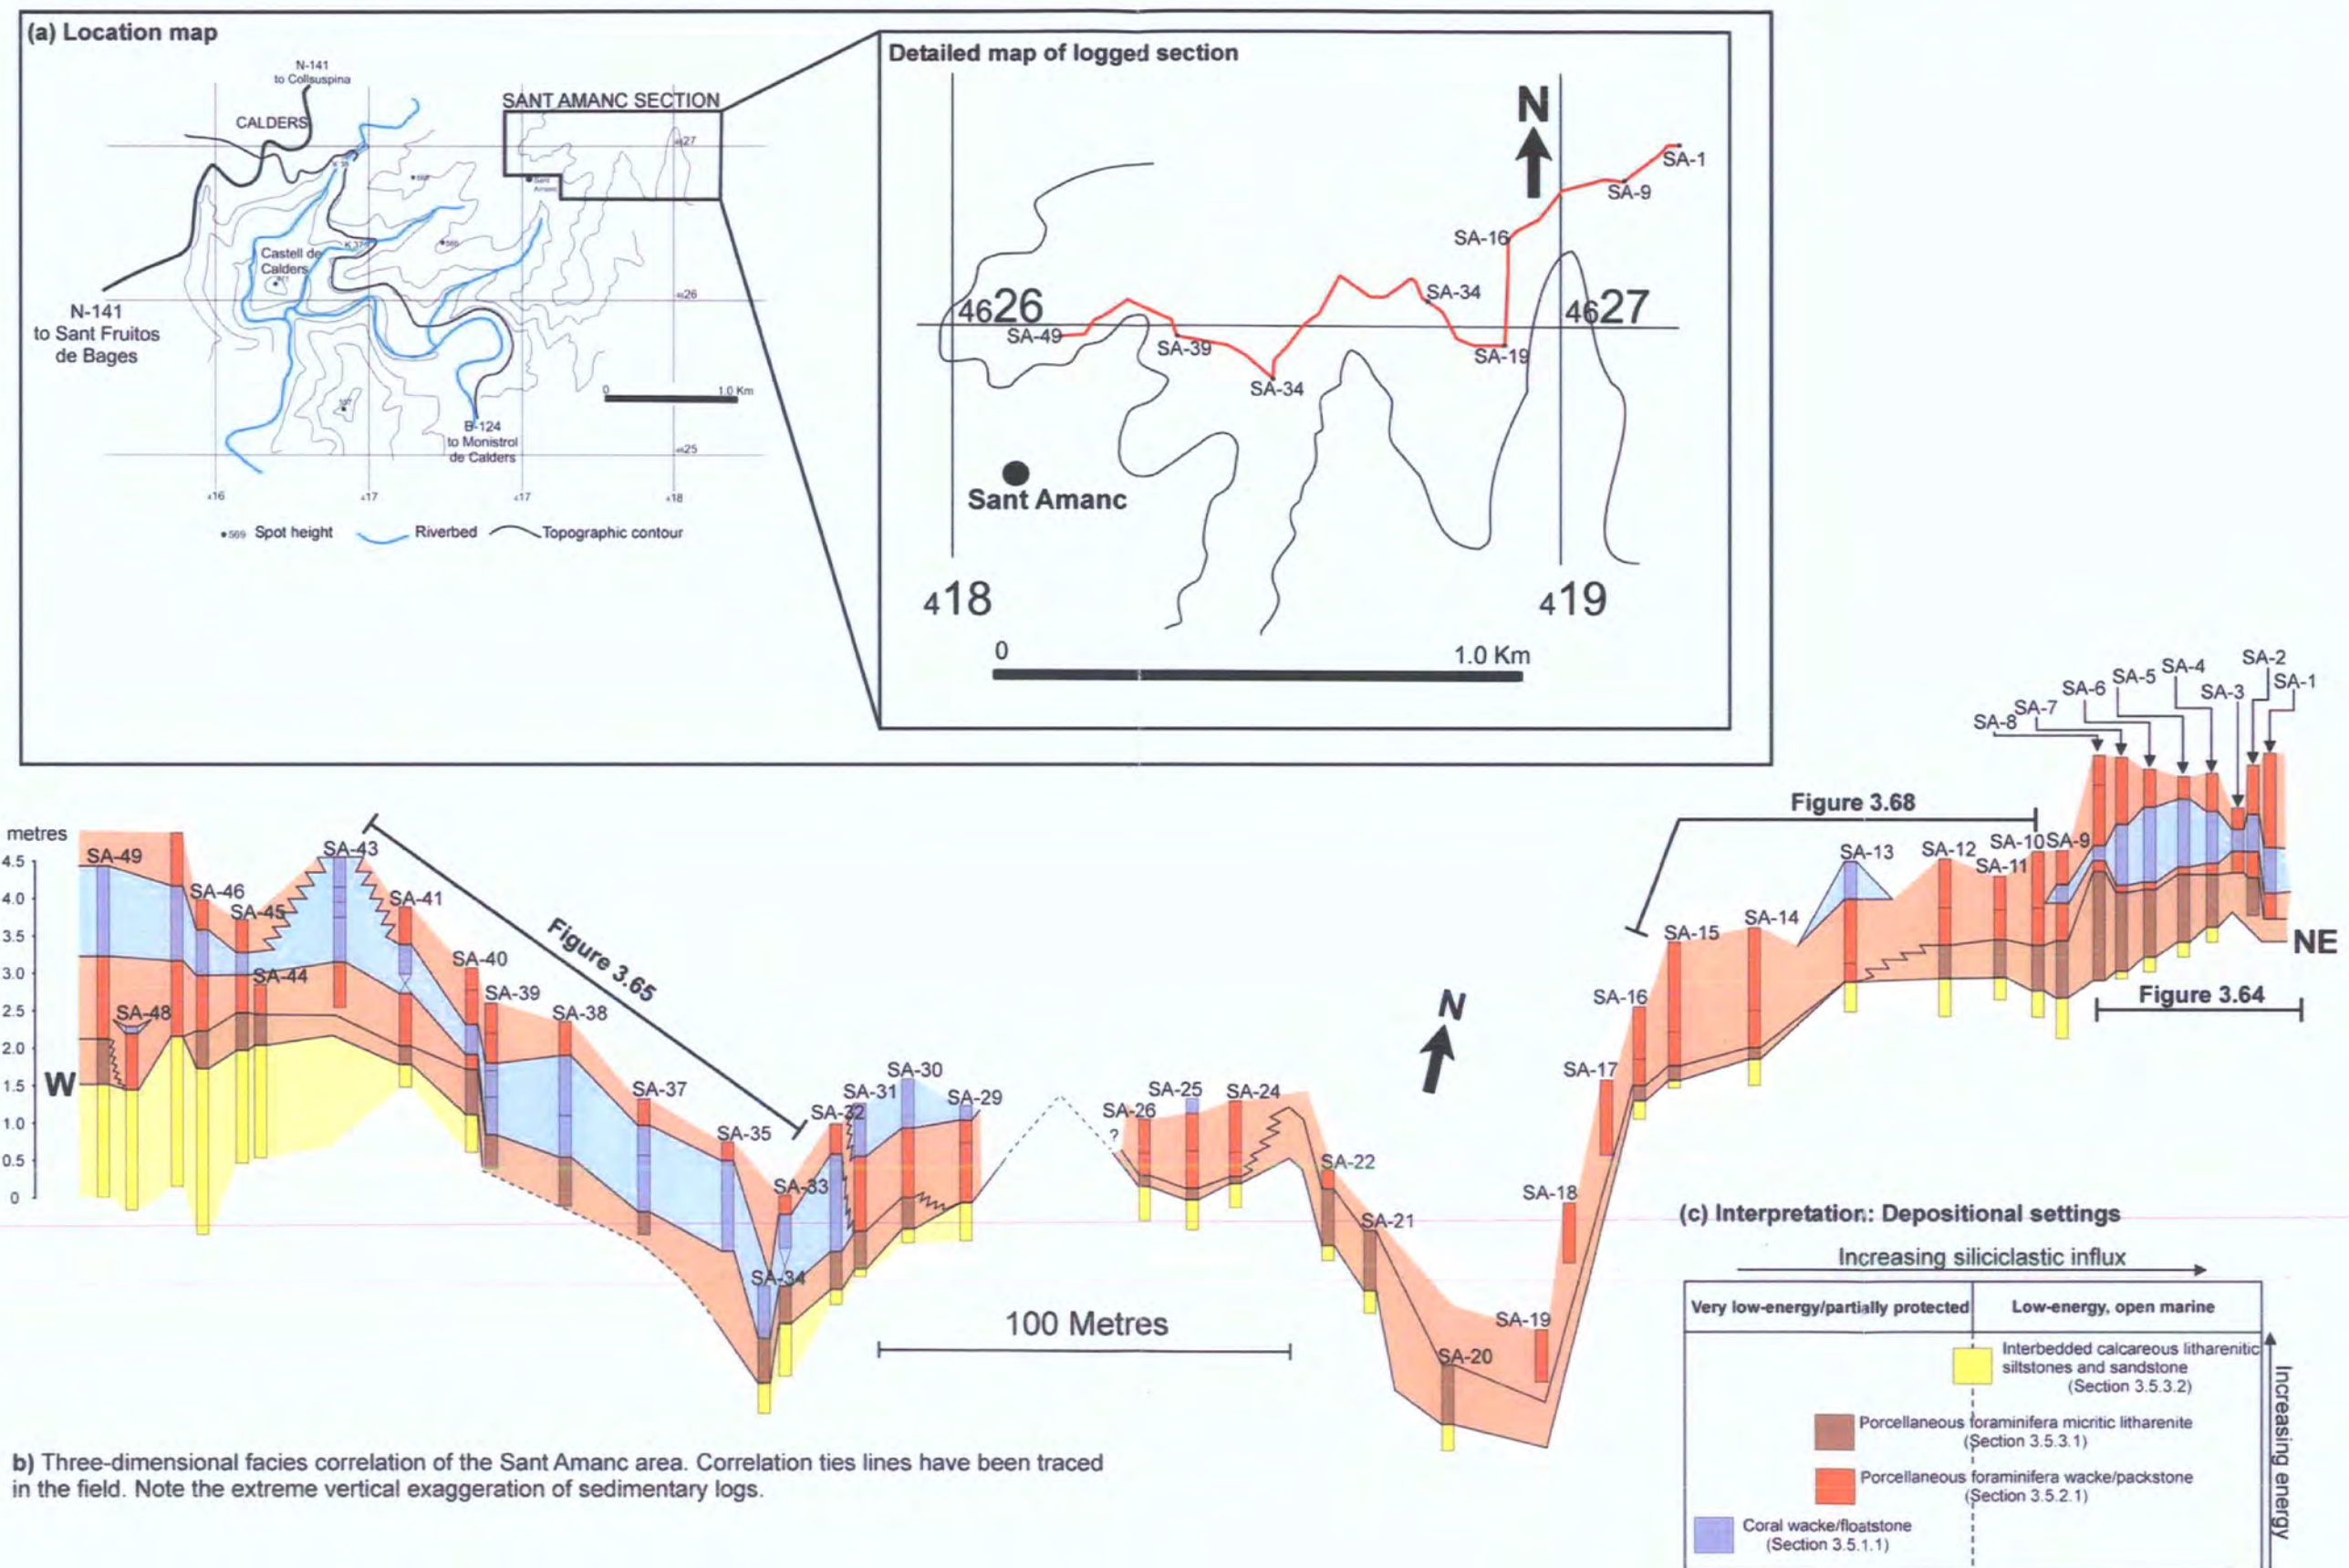 (a) Location map
N-141
to Collsuspina
CALDERS
SANT AMANC SECTION
4627
K 38
Sant
Amanc
K 37
Castell de
Calders
4626
N-141
to Sant Fruitos
de Bages
0
1.0 Km
B-124
to Monistrol
de Calders
4625
416
417
417
418
•569 Spot height
Riverbed
Topographic contour
Detailed map of logged section
N
SA-1
SA-9
SA-16
SA-34
4626
4627
SA-49
SA-39
SA-19
SA-34
Sant Amanc
418
419
0
1.0 Km
SA-2
SA-4
SA-5
SA-1
SA-6
SA-3
SA-7
SA-8
Figure 3.68
metres
4.5
4.0
3.5
3.0
2.5
2.0
1.5
1.0
0.5
0
W
SA-49
SA-48
SA-46
SA-45
SA-44
SA-43
SA-41
SA-40
SA-39
SA-38
Figure 3.65
SA-37
SA-35
SA-34
SA-33
SA-32
SA-31
SA-30
SA-29
SA-26
?
SA-25
SA-24
SA-22
SA-21
SA-20
SA-19
SA-18
SA-17
SA-16
SA-15
SA-14
SA-13
SA-12
SA-11
SA-10
SA-9
N
NE
Figure 3.64
100 Metres
b) Three-dimensional facies correlation of the Sant Amanc area. Correlation ties lines have been traced
in the field. Note the extreme vertical exaggeration of sedimentary logs.
(c) Interpretation: Depositional settings
Increasing siliciclastic influx
Very low-energy/partially protected
Low-energy, open marine
Interbedded calcareous litharenitic
siltstones and sandstone
(Section 3.5.3.2)
Porcellaneous foraminifera micritic litharenite
(Section 3.5.3.1)
Porcellaneous foraminifera wacke/packstone
(Section 3.5.2.1)
Coral wacke/floatstone
(Section 3.5.1.1)
Increasing energy